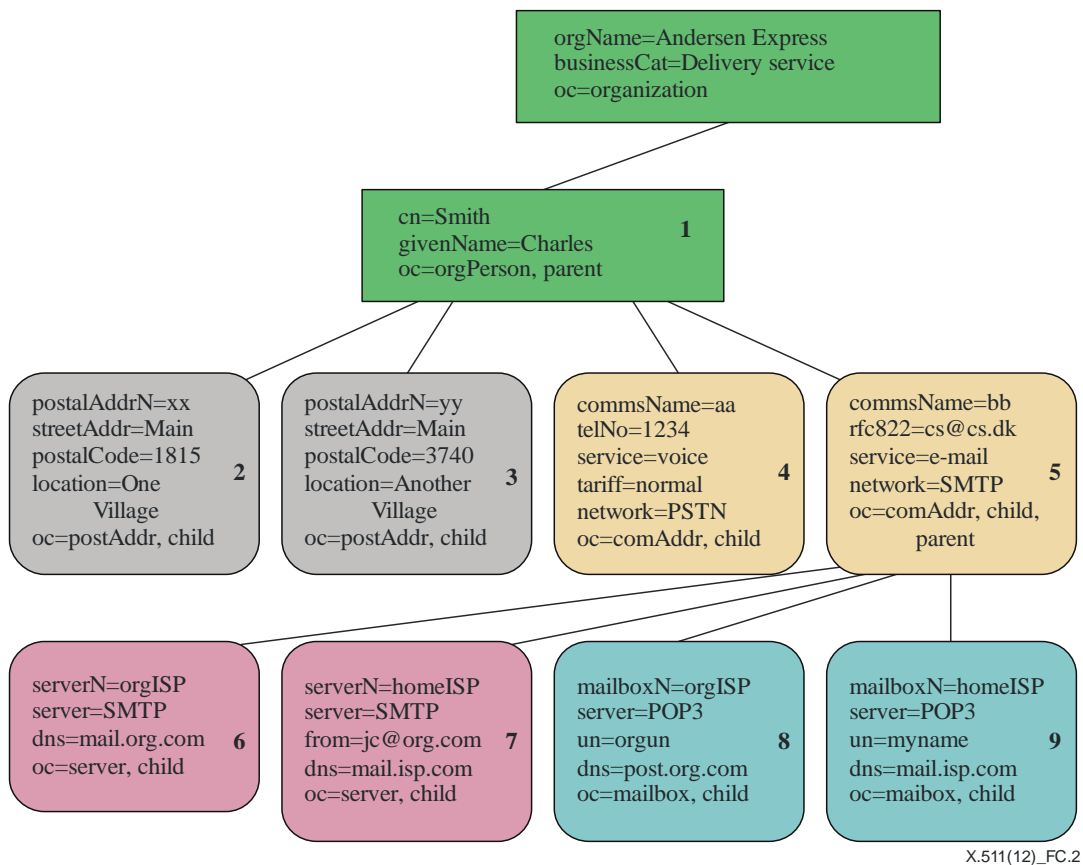 orgName=Andersen Express
businessCat=Delivery service
oc=organization
cn=Smith
givenName=Charles
oc=orgPerson, parent
1
postalAddrN=xx
streetAddr=Main
postalCode=1815
location=One
Village
oc=postAddr, child
2
postalAddrN=yy
streetAddr=Main
postalCode=3740
location=Another
Village
oc=postAddr, child
3
commsName=aa
telNo=1234
service=voice
tariff=normal
network=PSTN
oc=comAddr, child
4
commsName=bb
rfc822=cs@cs.dk
service=e-mail
network=SMTP
oc=comAddr, child,
parent
5
serverN=orgISP
server=SMTP
dns=mail.org.com
oc=server, child
6
serverN=homeISP
server=SMTP
from=jc@org.com
dns=mail.isp.com
oc=server, child
7
mailboxN=orgISP
server=POP3
un=orgun
dns=post.org.com
oc=mailbox, child
8
mailboxN=homeISP
server=POP3
un=myname
dns=mail.isp.com
oc=maibox, child
9
X.511(12)_FC.2